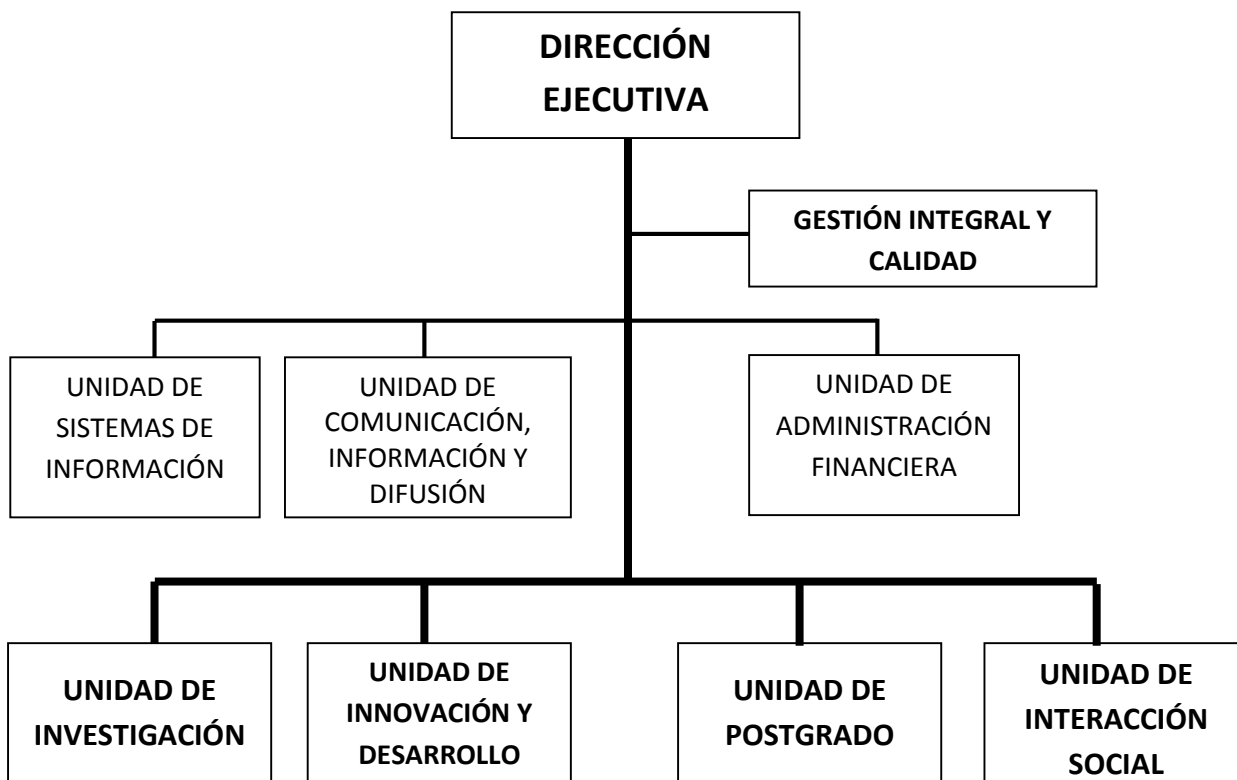 DIRECCIÓN
EJECUTIVA
GESTIÓN INTEGRAL Y
CALIDAD
UNIDAD DE
SISTEMAS DE
INFORMACIÓN
UNIDAD DE
COMUNICACIÓN,
INFORMACIÓN Y
DIFUSIÓN
UNIDAD DE
ADMINISTRACIÓN
FINANCIERA
UNIDAD DE
INVESTIGACIÓN
UNIDAD DE
INNOVACIÓN Y
DESARROLLO
UNIDAD DE
POSTGRADO
UNIDAD DE
INTERACCIÓN
SOCIAL